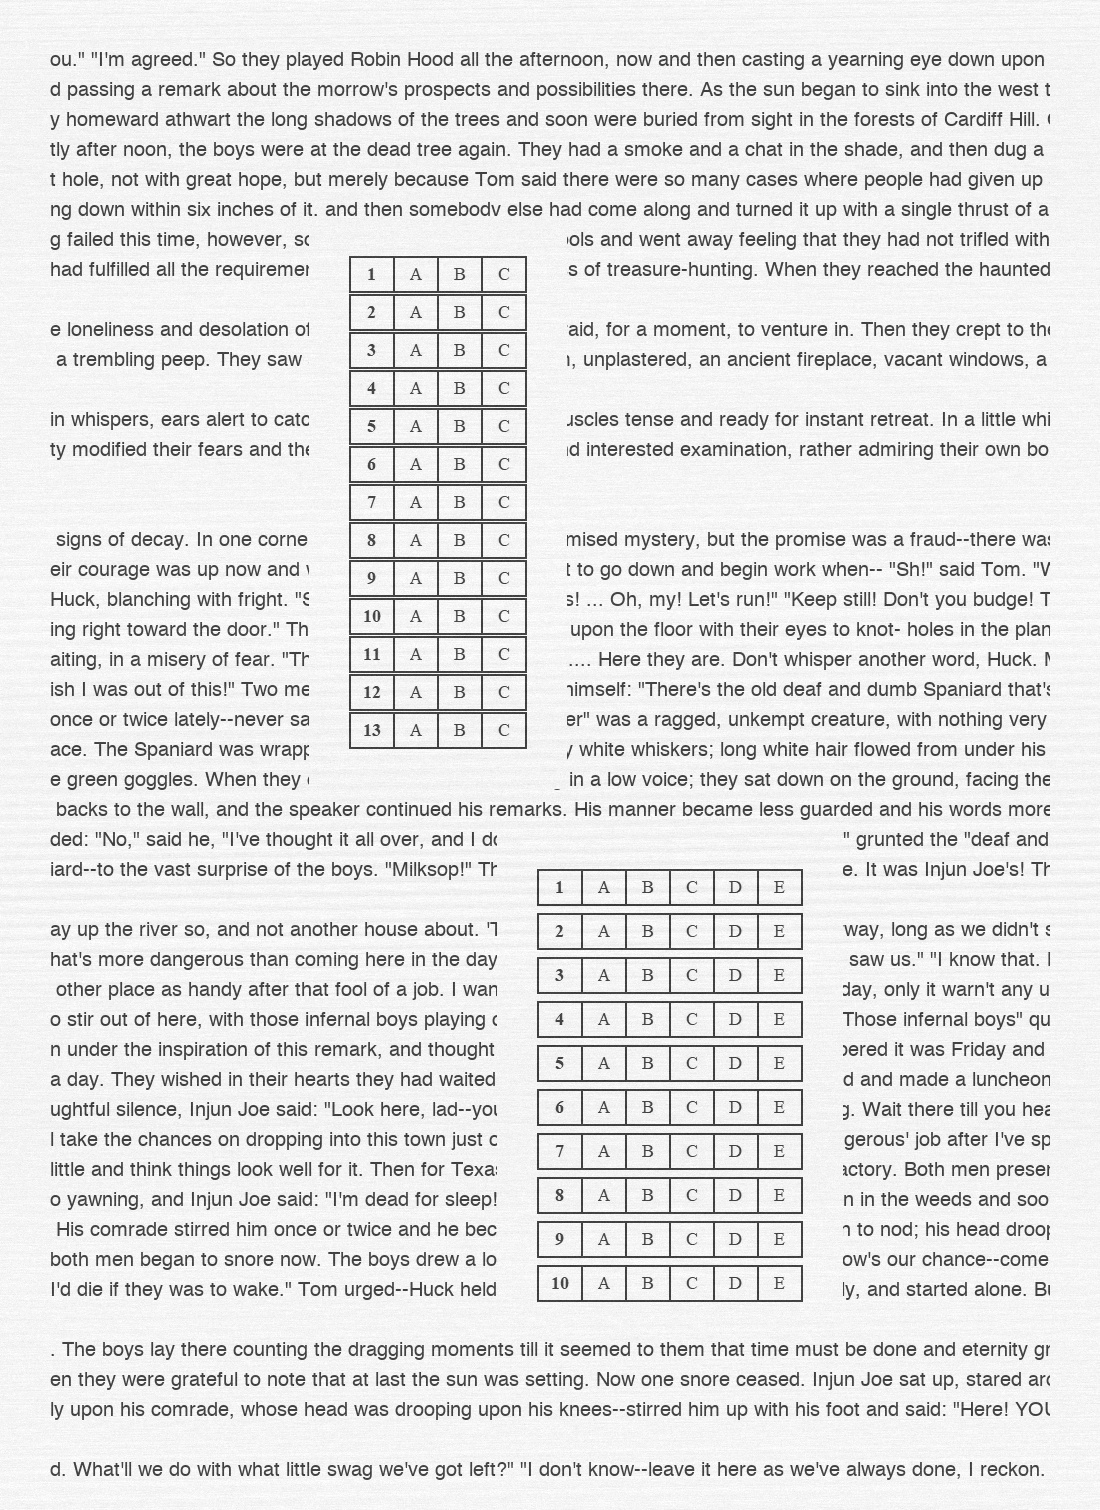 ou." "I'm agreed." So they played Robin Hood all the afternoon, now and then casting a yearning eye down upon
d passing a remark about the morrow's prospects and possibilities there. As the sun began to sink into the west t
y homeward athwart the long shadows of the trees and soon were buried from sight in the forests of Cardiff Hill.
tly after noon, the boys were at the dead tree again. They had a smoke and a chat in the shade, and then dug a
t hole, not with great hope, but merely because Tom said there were so many cases where people had given up
ng down within six inches of it. and then somebody else had come along and turned it up with a single thrust of a
g failed this time, however, so ols and went away feeling that they had not trifled with
had fulfilled all the requiremen s of treasure-hunting. When they reached the haunted
e loneliness and desolation of aid, for a moment, to venture in. Then they crept to the
a trembling peep. They saw , unplastered, an ancient fireplace, vacant windows, a
in whispers, ears alert to catc uscles tense and ready for instant retreat. In a little whi
ty modified their fears and the d interested examination, rather admiring their own bo
signs of decay. In one corne mised mystery, but the promise was a fraud--there was
eir courage was up now and t to go down and begin work when-- "Sh!" said Tom. "W
Huck, blanching with fright. "S s! ... Oh, my! Let's run!" "Keep still! Don't you budge! T
ing right toward the door." Th upon the floor with their eyes to knot- holes in the plan
aiting, in a misery of fear. "Th .... Here they are. Don't whisper another word, Huck. M
ish I was out of this!" Two me himself: "There's the old deaf and dumb Spaniard that's
once or twice lately--never sa er" was a ragged, unkempt creature, with nothing very
ace. The Spaniard was wrapp y white whiskers; long white hair flowed from under his
e green goggles. When they in a low voice; they sat down on the ground, facing the
backs to the wall, and the speaker continued his remarks. His manner became less guarded and his words more
1 A B C
2 A B C
3 A B C
4 A B C
5 A B C
6 A B C
7 A B C
8 A B C
9 A B C
10 A B C
11 A B C
12 A B C
13 A B C
ded: "No," said he, "I've thought it all over, and I do " grunted the "deaf and
iard--to the vast surprise of the boys. "Milksop!" Th e. It was Injun Joe's! Th
ay up the river so, and not another house about. 'T way, long as we didn't s
hat's more dangerous than coming here in the day saw us." "I know that.
other place as handy after that fool of a job. I wan day, only it warn't any u
o stir out of here, with those infernal boys playing o Those infernal boys" qu
n under the inspiration of this remark, and thought bered it was Friday and
a day. They wished in their hearts they had waited d and made a luncheon
ughtful silence, Injun Joe said: "Look here, lad--you g. Wait there till you hea
l take the chances on dropping into this town just o gerous' job after I've sp
little and think things look well for it. Then for Texas actory. Both men presen
o yawning, and Injun Joe said: "I'm dead for sleep! n in the weeds and soo
His comrade stirred him once or twice and he bec n to nod; his head droop
both men began to snore now. The boys drew a lo ow's our chance--come
I'd die if they was to wake." Tom urged--Huck held ly, and started alone. Bu
1 A B C D E
2 A B C D E
3 A B C D E
4 A B C D E
5 A B C D E
6 A B C D E
7 A B C D E
8 A B C D E
9 A B C D E
10 A B C D E
. The boys lay there counting the dragging moments till it seemed to them that time must be done and eternity gr
en they were grateful to note that at last the sun was setting. Now one snore ceased. Injun Joe sat up, stared aro
ly upon his comrade, whose head was drooping upon his knees--stirred him up with his foot and said: "Here! YOU
d. What'll we do with what little swag we've got left?" "I don't know--leave it here as we've always done, I reckon.